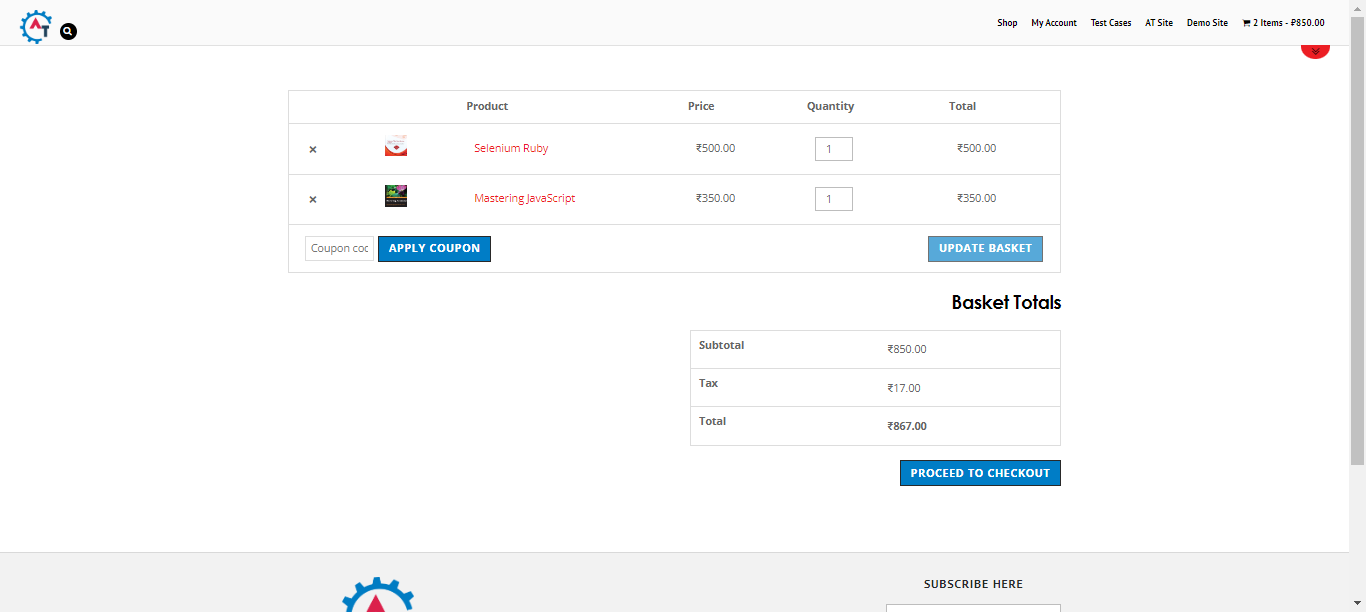 AT
Shop My Account Test Cases AT Site Demo Site 2 Items - ₹850.00
Product Price Quantity Total
× Selenium Ruby ₹500.00 1 ₹500.00
× Mastering JavaScript ₹350.00 1 ₹350.00
Coupon coc APPLY COUPON UPDATE BASKET
Basket Totals
Subtotal ₹850.00
Tax ₹17.00
Total ₹867.00
PROCEED TO CHECKOUT
SUBSCRIBE HERE